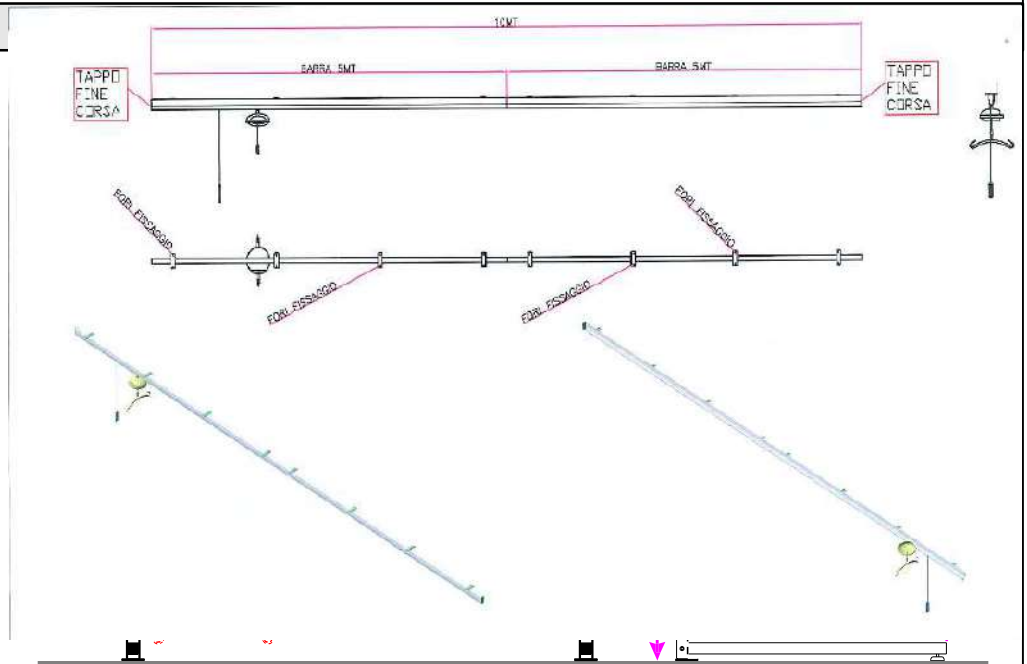 10MT
BARRA 5MT
BARRA 5MT
TAPPO
FINE
CORSA
TAPPO
FINE
CORSA
FORI FISSAGGIO
FORI FISSAGGIO
FORI FISSAGGIO
FORI FISSAGGIO